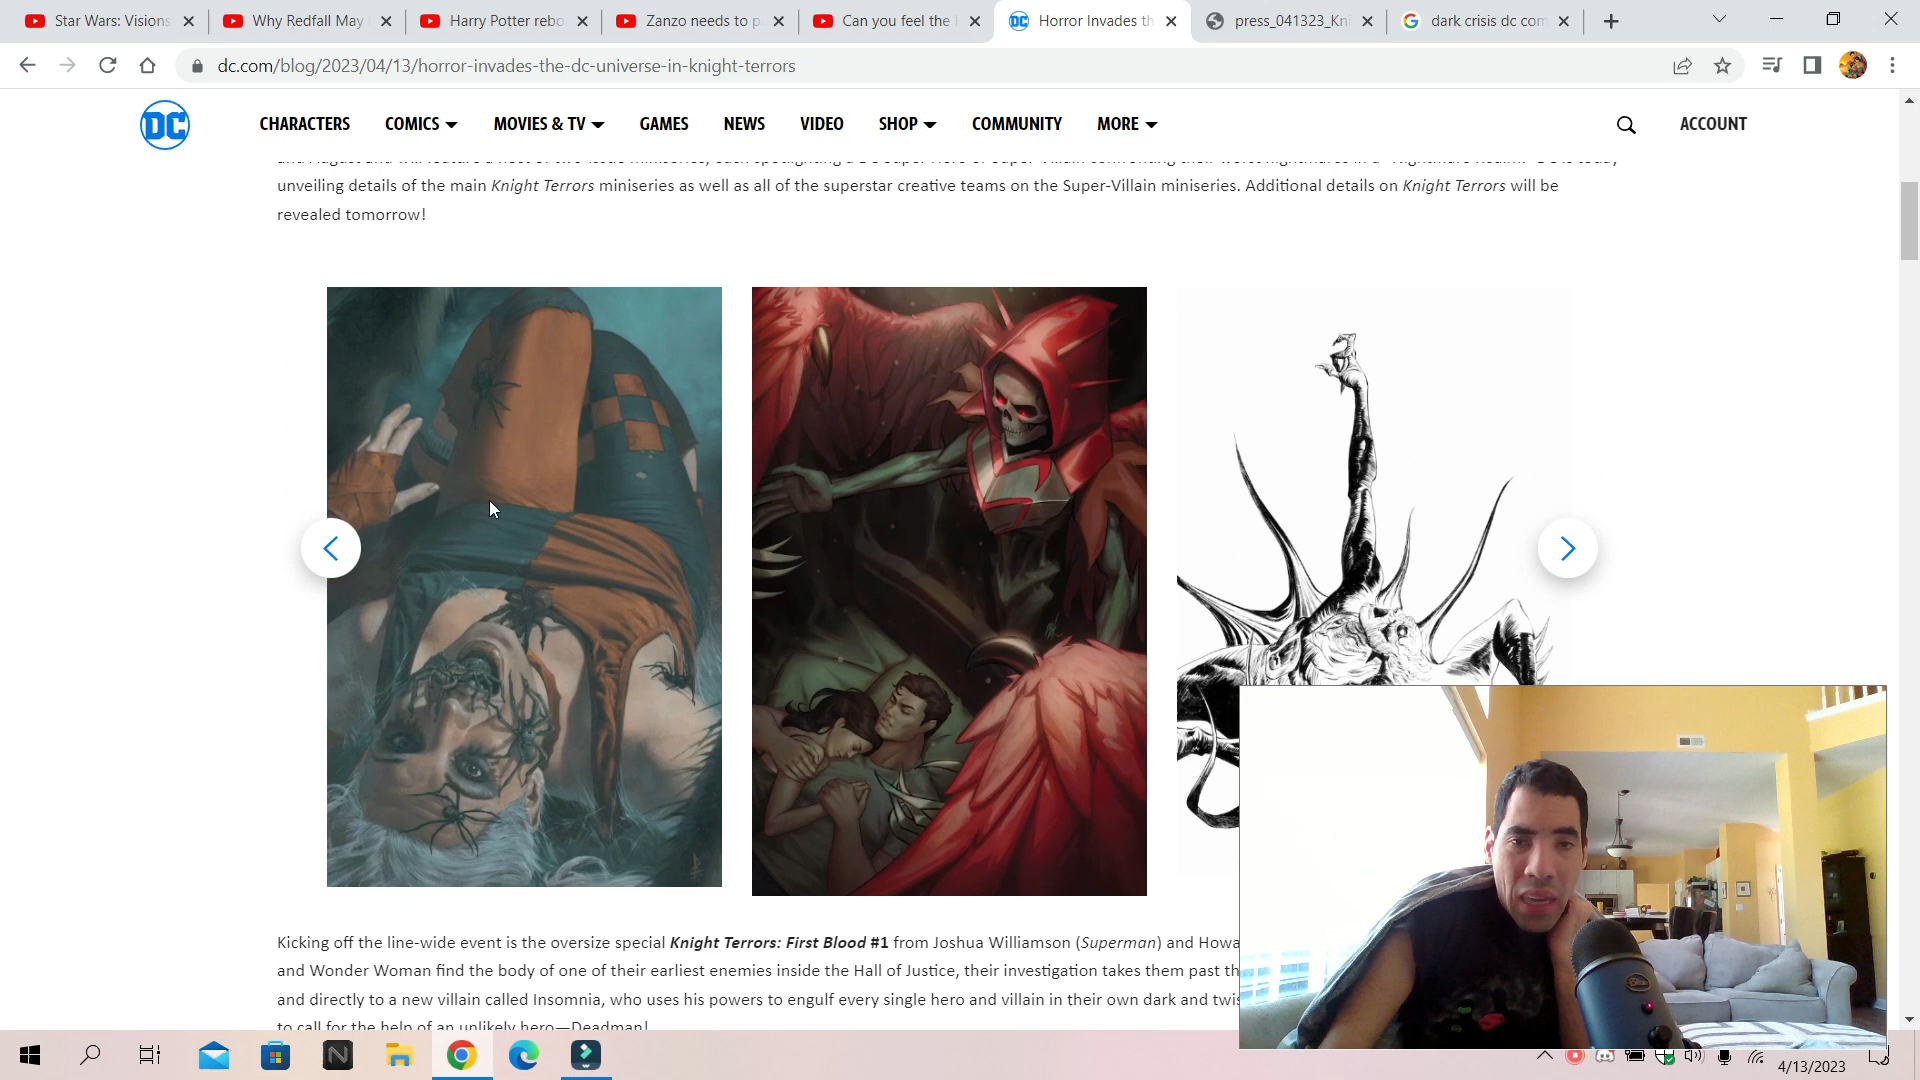 Star Wars: Visions
Why Redfall May
Harry Potter rebo
Zanzo needs to p
Can you feel the
Horror Invades th
press_041323_Kni
dark crisis dc com
dc.com/blog/2023/04/13/horror-invades-the-dc-universe-in-knight-terrors
DC
CHARACTERS
COMICS
MOVIES & TV
GAMES
NEWS
VIDEO
SHOP
COMMUNITY
MORE
ACCOUNT
unveiling details of the main Knight Terrors miniseries as well as all of the superstar creative teams on the Super-Villain miniseries. Additional details on Knight Terrors will be
revealed tomorrow!
Kicking off the line-wide event is the oversize special Knight Terrors: First Blood #1 from Joshua Williamson (Superman) and Howa
and Wonder Woman find the body of one of their earliest enemies inside the Hall of Justice, their investigation takes them past th
and directly to a new villain called Insomnia, who uses his powers to engulf every single hero and villain in their own dark and twis
to call for the help of an unlikely hero—Deadman!
4/13/2023